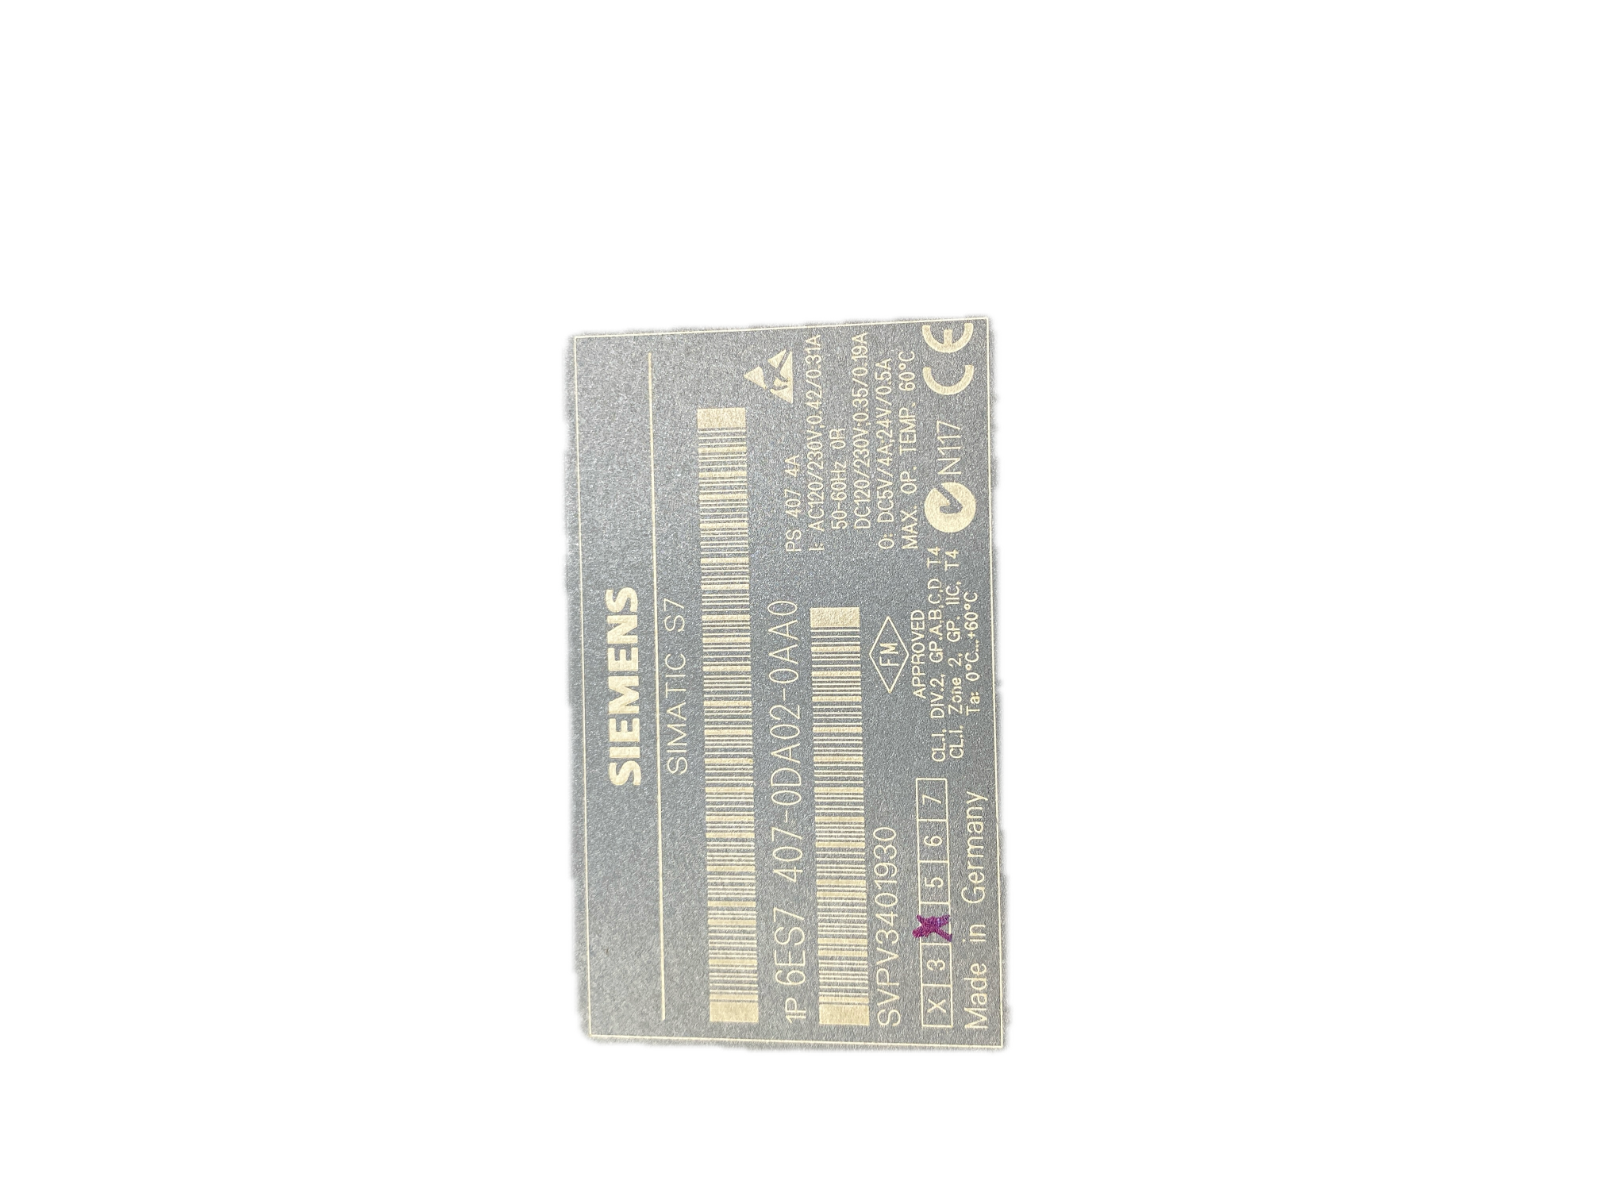 SIEMENS
SIMATIC S7
1P 6ES7 407-0DA02-0AA0
SVPV3401930
X 3 X 5 6 7
Made in Germany
FM
APPROVED
CL.I, DIV.2, GP.A,B,C,D T4
CL.I, Zone 2, GP. IIC, T4
Ta: 0°C...+60°C
PS 407 4A
I: AC120/230V:0.42/0.31A
50-60Hz OR
DC120/230V:0.35/0.19A
O: DC5V/4A;24V/0.5A
MAX. OP. TEMP. 60°C
N117 CE